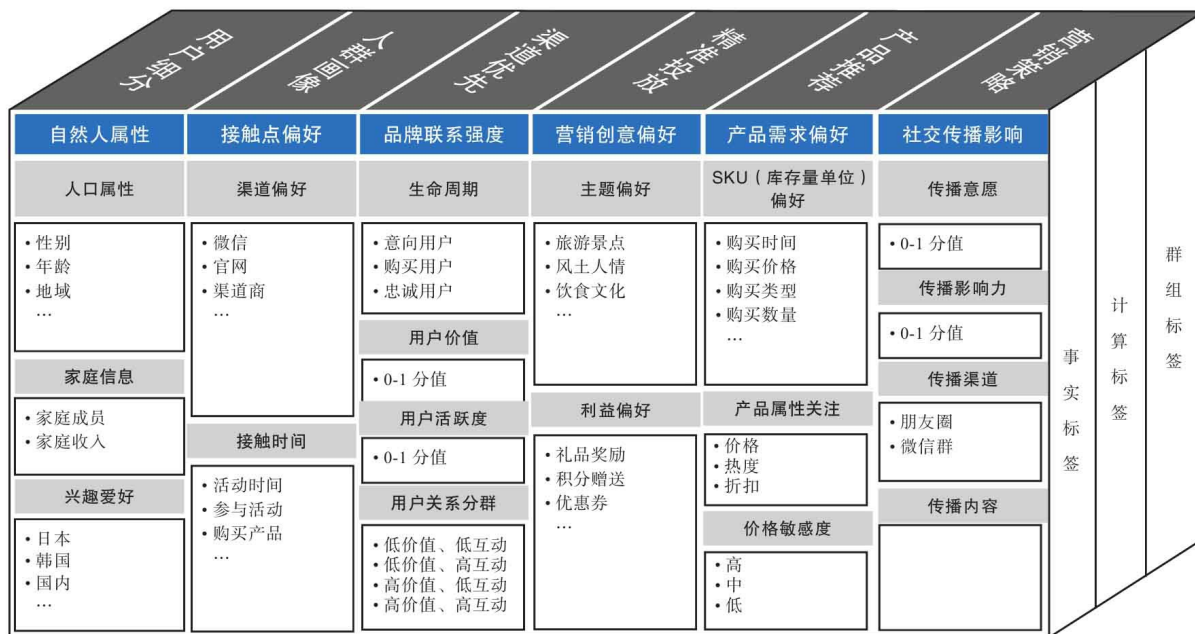 用户细分
人群画像
渠道优先
精准投放
产品推荐
营销策略
自然人属性
人口属性
• 性别
• 年龄
• 地域
…
家庭信息
• 家庭成员
• 家庭收入
兴趣爱好
• 日本
• 韩国
• 国内
…
接触点偏好
渠道偏好
• 微信
• 官网
• 渠道商
…
接触时间
• 活动时间
• 参与活动
• 购买产品
…
品牌联系强度
生命周期
• 意向用户
• 购买用户
• 忠诚用户
用户价值
• 0-1 分值
用户活跃度
• 0-1 分值
用户关系分群
• 低价值、低互动
• 低价值、高互动
• 高价值、低互动
• 高价值、高互动
营销创意偏好
主题偏好
• 旅游景点
• 风土人情
• 饮食文化
…
利益偏好
• 礼品奖励
• 积分赠送
• 优惠券
…
产品需求偏好
SKU（库存量单位）
偏好
• 购买时间
• 购买价格
• 购买类型
• 购买数量
…
产品属性关注
• 价格
• 热度
• 折扣
价格敏感度
• 高
• 中
• 低
社交传播影响
传播意愿
• 0-1 分值
传播影响力
• 0-1 分值
传播渠道
• 朋友圈
• 微信群
传播内容
事实标签
计算标签
群组标签